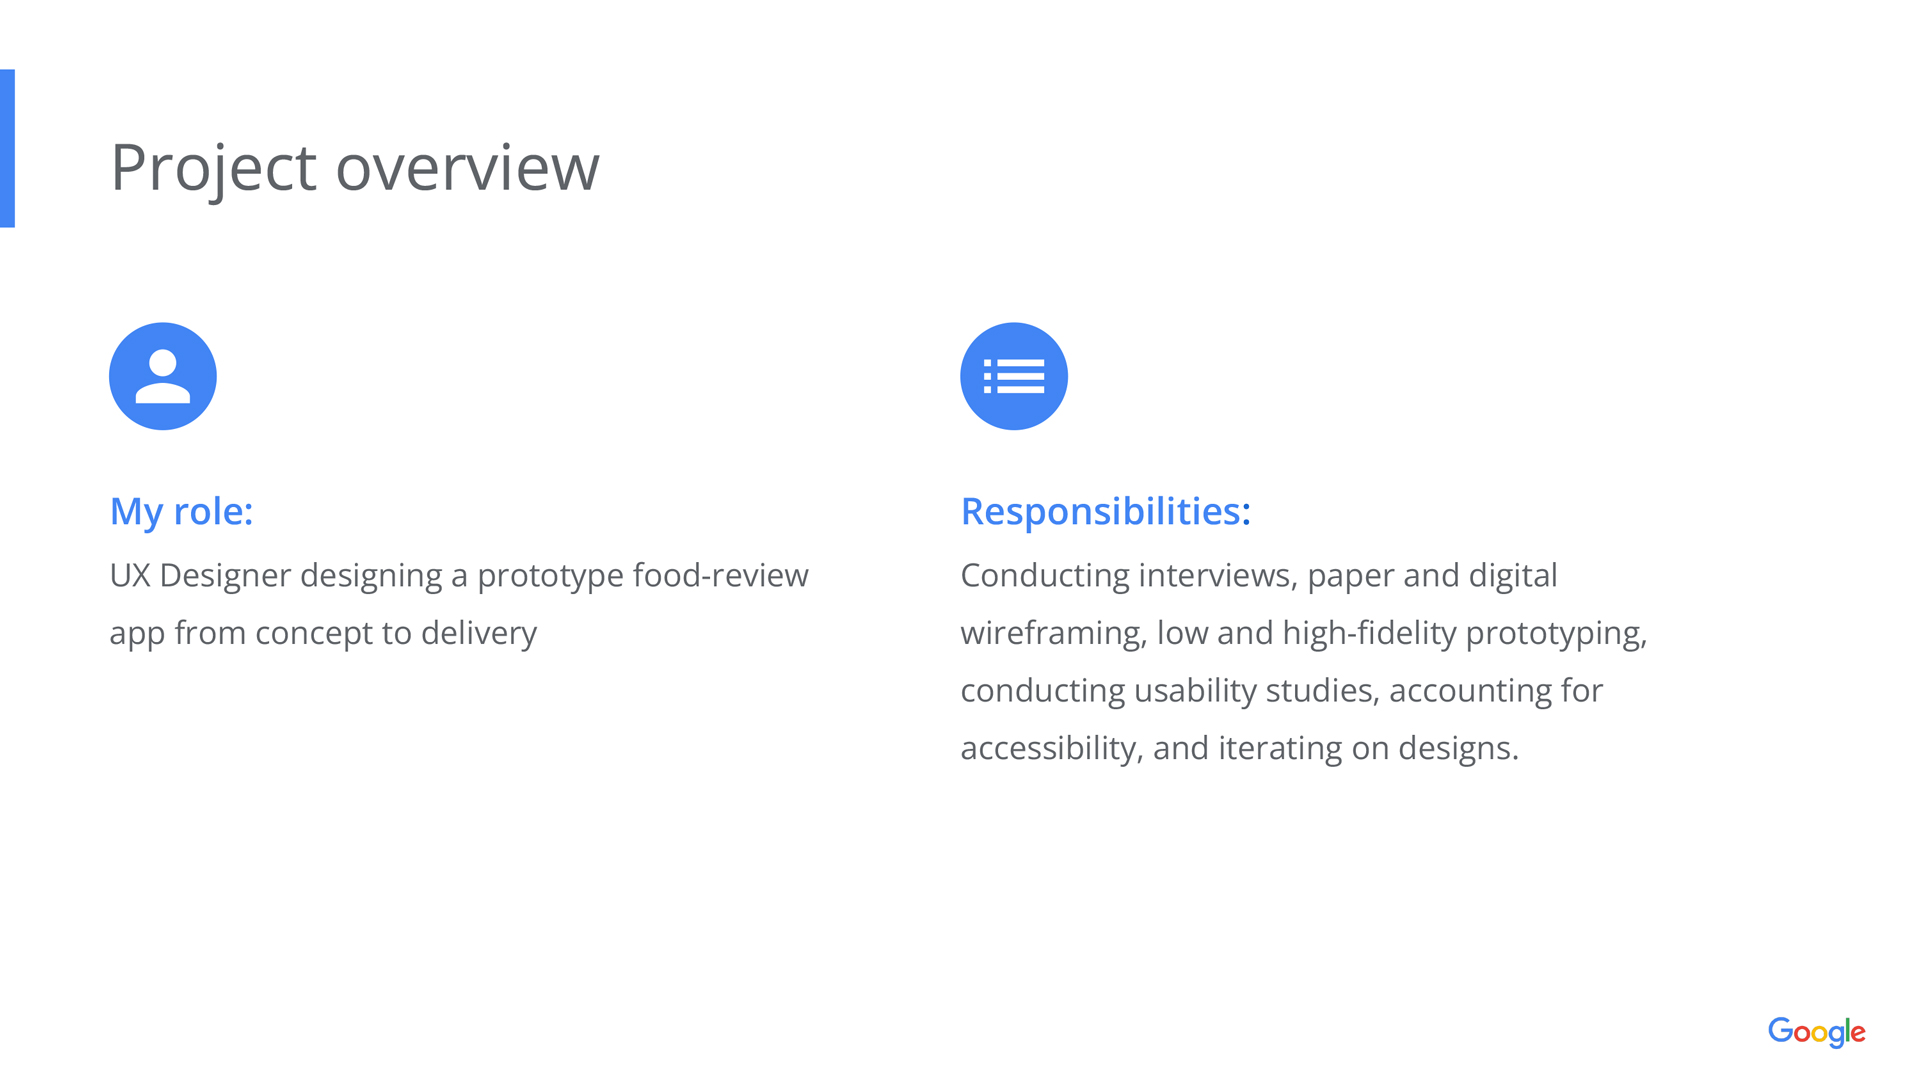 Project overview
My role:
UX Designer designing a prototype food-review
app from concept to delivery
Responsibilities:
Conducting interviews, paper and digital
wireframing, low and high-fidelity prototyping,
conducting usability studies, accounting for
accessibility, and iterating on designs.
Google